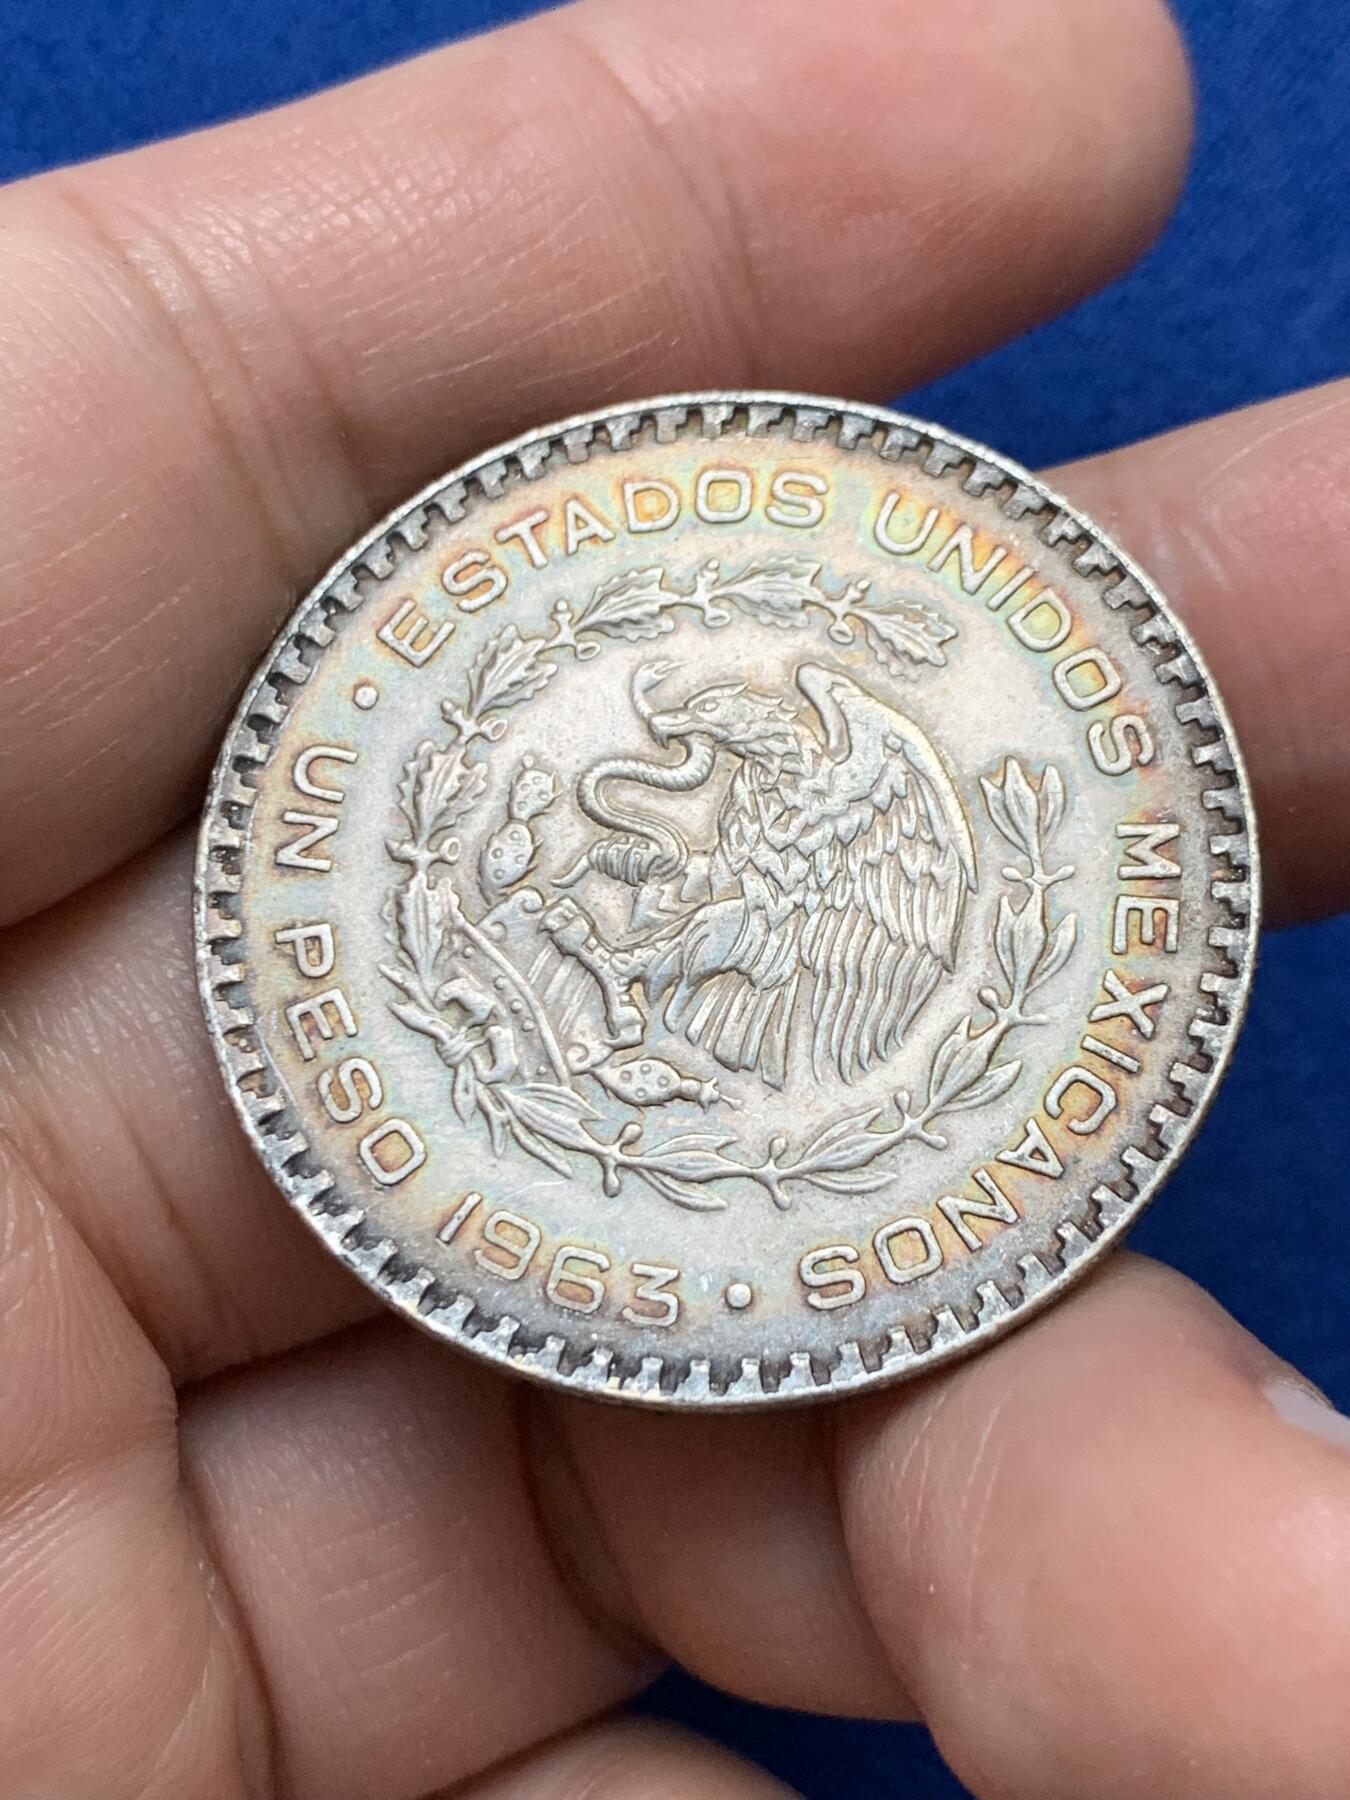 · ESTADOS UNIDOS MEXICANOS ·
UN PESO 1963